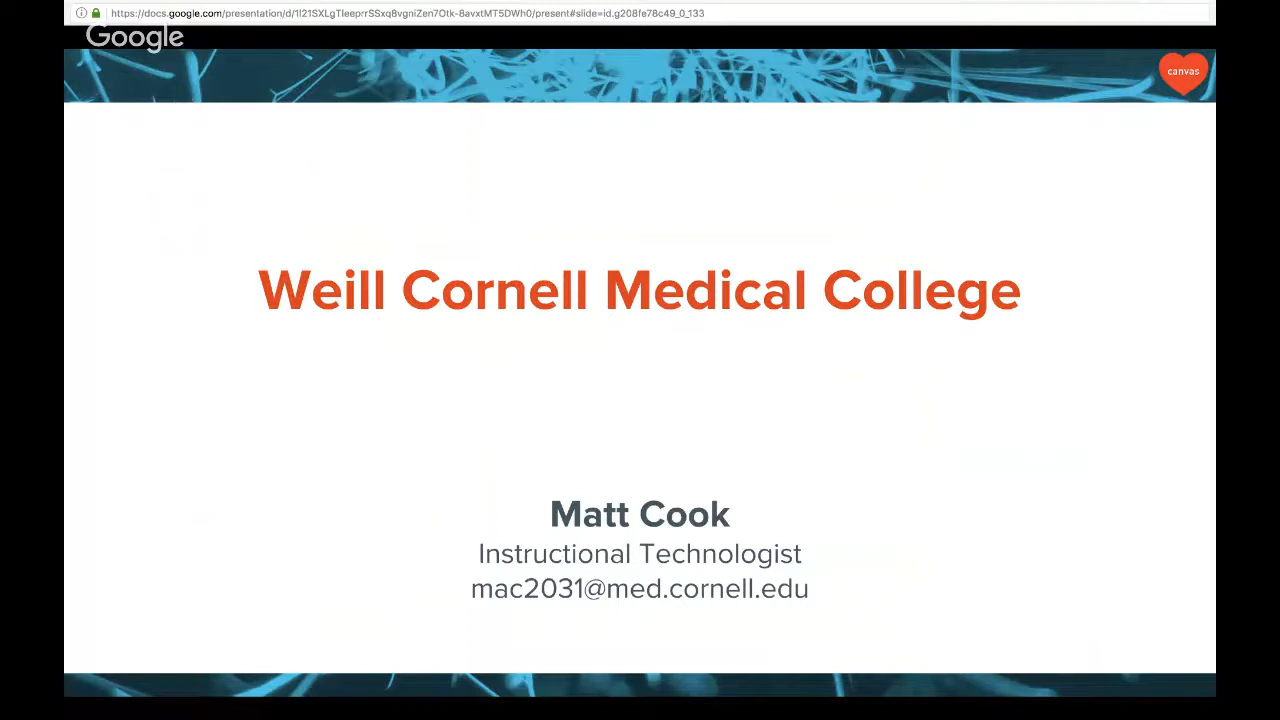 https://docs.google.com/presentation/d/1l21SXLgTleeprrSSxq8vgniZen7Otk-8avxtMT5DWh0/present#slide=id.g208fe78c49_0_133
Google
canvas
Weill Cornell Medical College
Matt Cook
Instructional Technologist
mac2031@med.cornell.edu